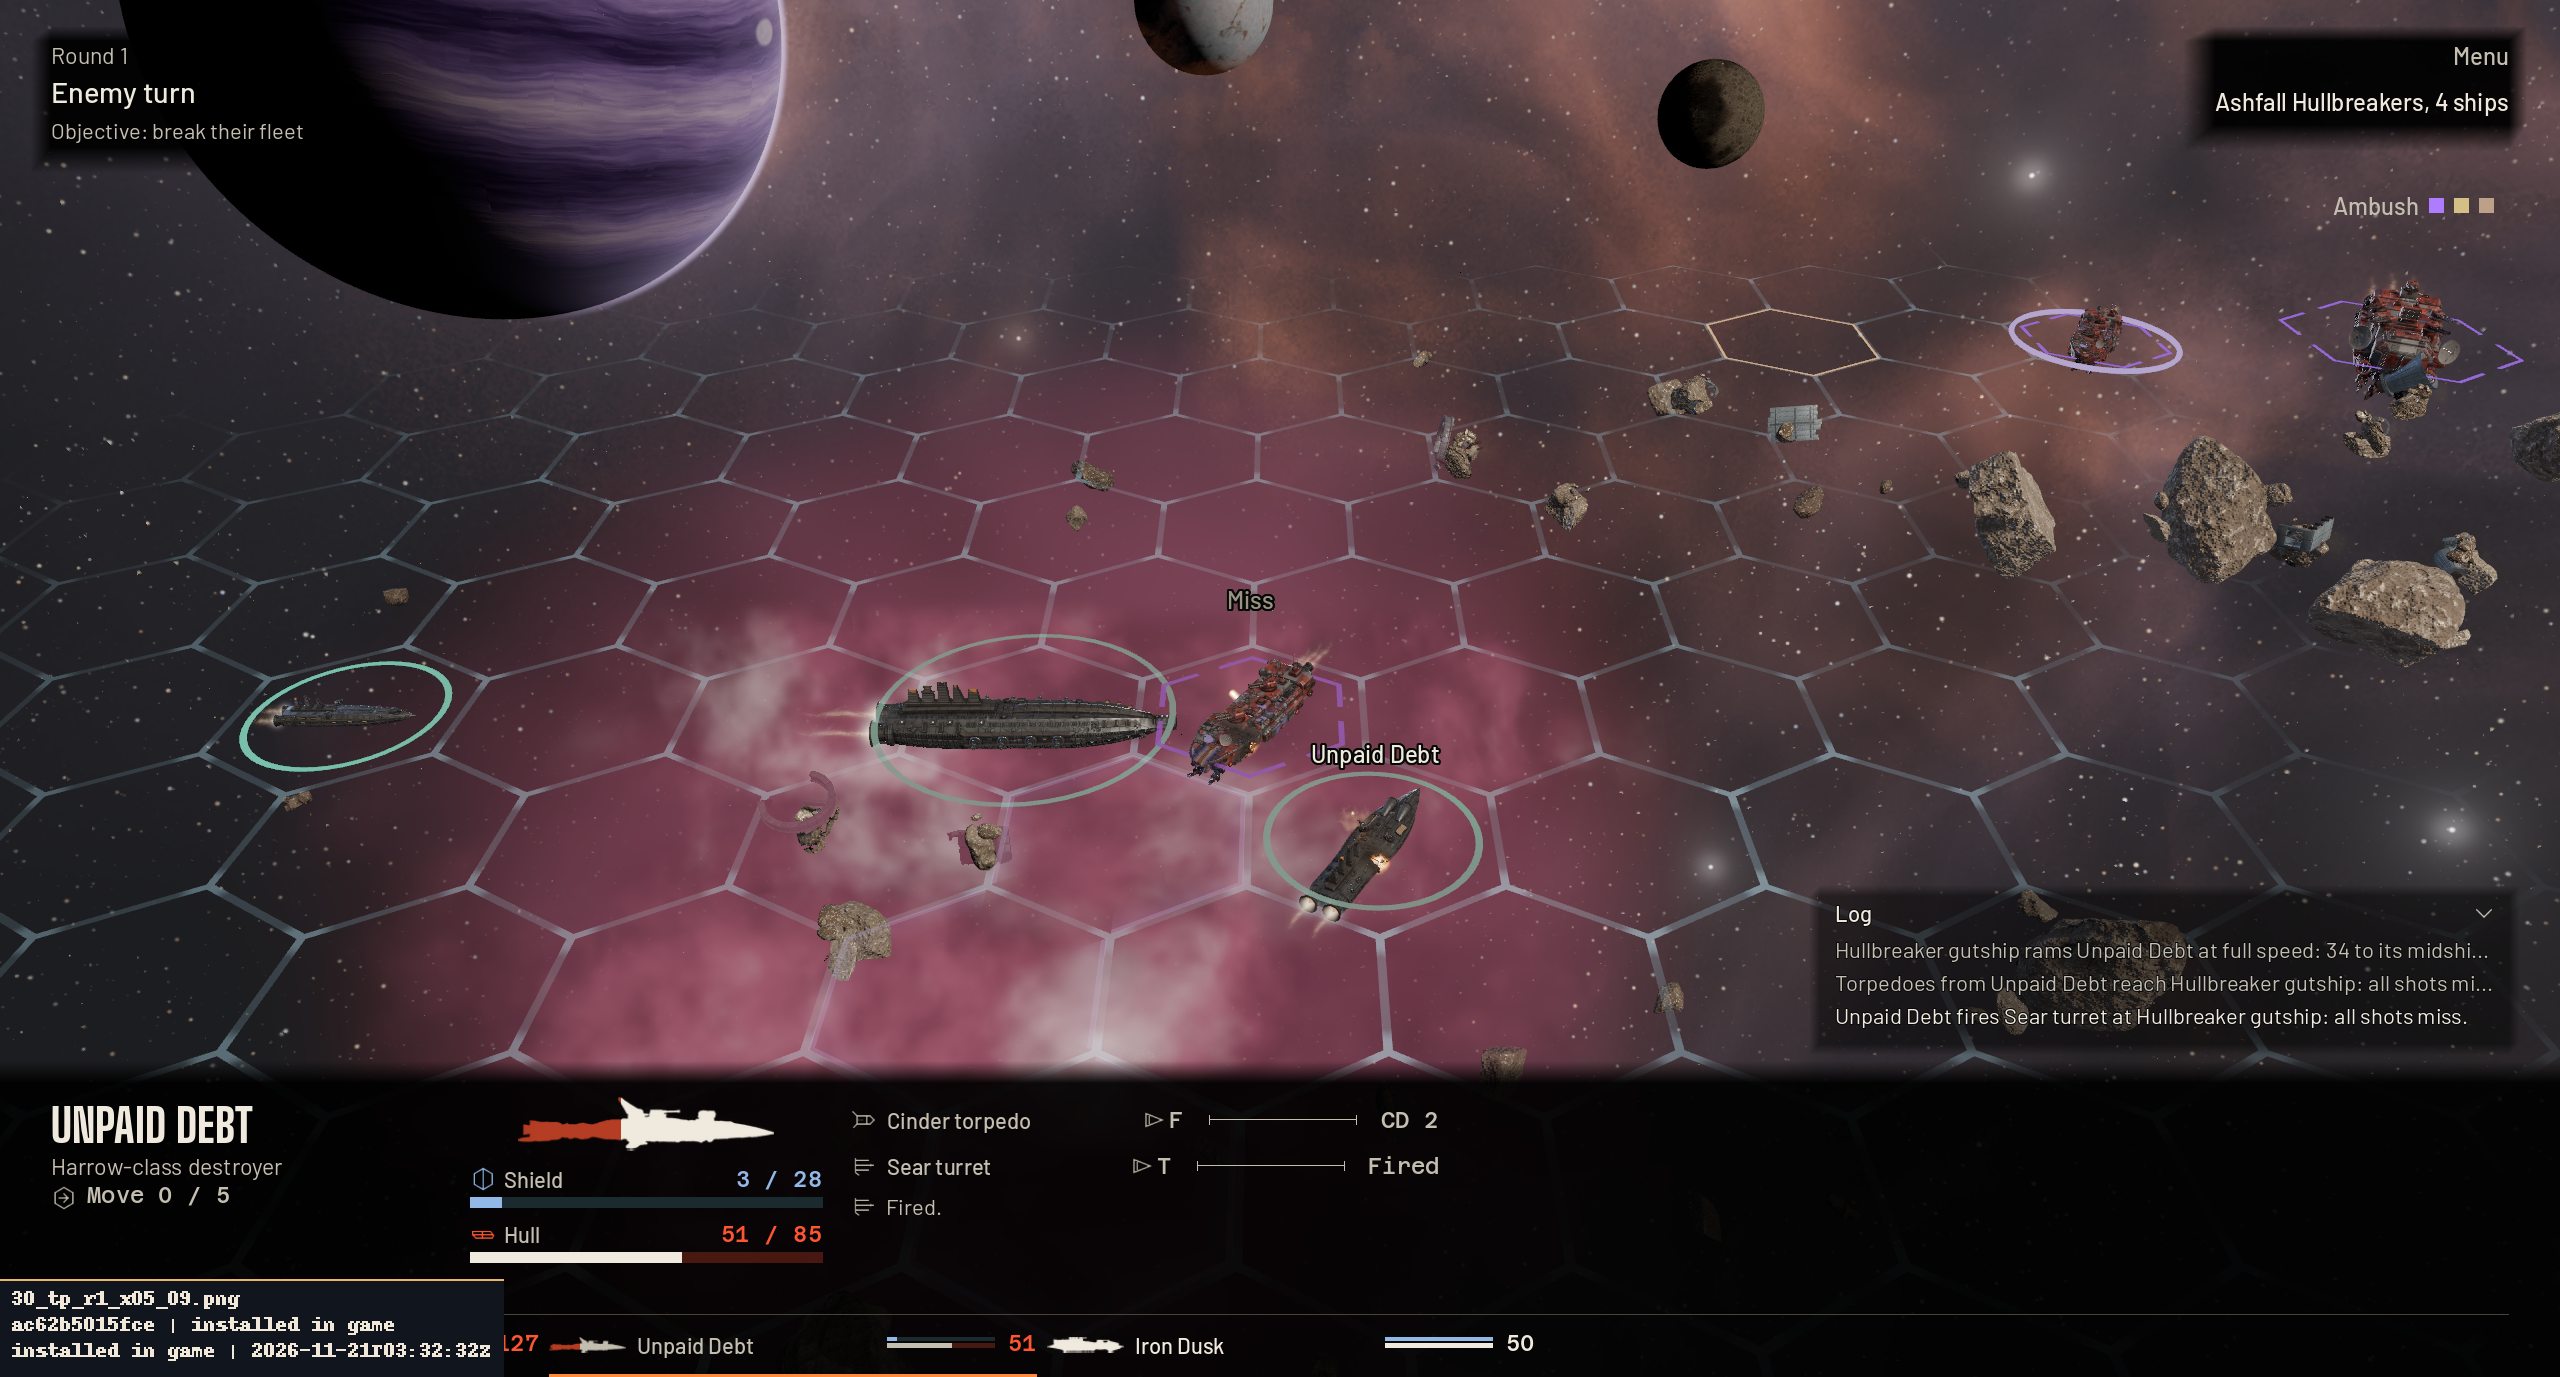 Round 1
Enemy turn
Objective: break their fleet
Menu
Ashfall Hullbreakers, 4 ships
Ambush
Miss
Unpaid Debt
Log
Hullbreaker gutship rams Unpaid Debt at full speed: 34 to its midshi...
Torpedoes from Unpaid Debt reach Hullbreaker gutship: all shots mi...
Unpaid Debt fires Sear turret at Hullbreaker gutship: all shots miss.
UNPAID DEBT
Harrow-class destroyer
Move 0 / 5
Shield 3 / 28
Hull 51 / 85
Cinder torpedo F CD 2
Sear turret T Fired
Fired.
30_tp_r1_x05_09.png
ac62b5015fce | installed in game
installed in game | 2026-11-21T03:32:32Z
127 Unpaid Debt 51 Iron Dusk 50